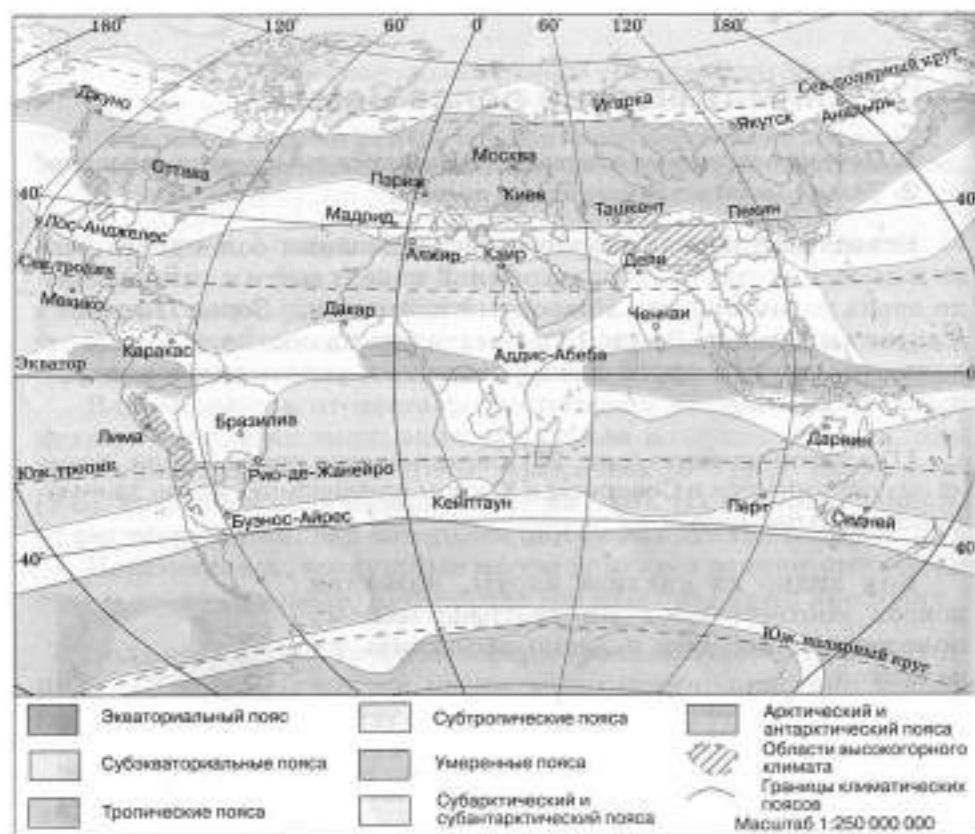 180° 120° 60° 0° 60° 120° 180°
Сев. полярный круг
Джуно
Игарка
Якутск
Анадырь
Москва
Оттава
Париж
Киев
40°
Мадрид
Ташкент
Пекин
40°
Лос-Анджелес
Алжир
Каир
Дели
Сев. тропик
Мехико
Дакар
Ченнаи
Каракас
Аддис-Абеба
Экватор
0
Бразилиа
Лима
Дарвин
Юж. тропик
Рио-де-Жанейро
Кейптаун
Перт
Сидней
Буэнос-Айрес
40°
40°
Юж. полярный круг
Экваториальный пояс
Субэкваториальные пояса
Тропические пояса
Субтропические пояса
Умеренные пояса
Субарктический и
субантарктический пояса
Арктический и
антарктический пояса
Области высокогорного
климата
Границы климатических
поясов
Масштаб 1:250 000 000